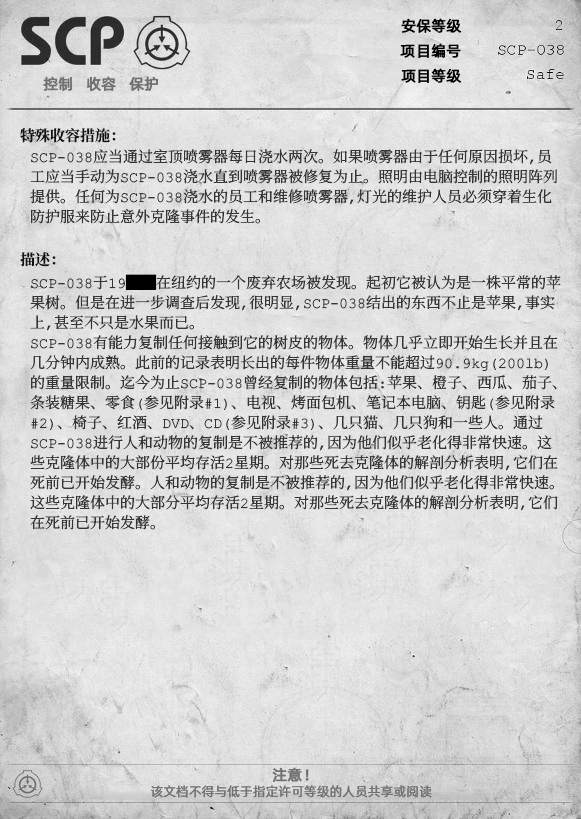 SCP
控制 收容 保护
安保等级 2
项目编号 SCP-038
项目等级 Safe
特殊收容措施:
SCP-038应当通过室顶喷雾器每日浇水两次。如果喷雾器由于任何原因损坏,员
工应当手动为SCP-038浇水直到喷雾器被修复为止。照明由电脑控制的照明阵列
提供。任何为SCP-038浇水的员工和维修喷雾器,灯光的维护人员必须穿着生化
防护服来防止意外克隆事件的发生。
描述:
SCP-038于19 在纽约的一个废弃农场被发现。起初它被认为是一株平常的苹
果树。但是在进一步调查后发现,很明显,SCP-038结出的东西不止是苹果,事实
上,甚至不只是水果而已。
SCP-038有能力复制任何接触到它的树皮的物体。物体几乎立即开始生长并且在
几分钟内成熟。此前的记录表明长出的每件物体重量不能超过90.9kg(200lb)
的重量限制。迄今为止SCP-038曾经复制的物体包括:苹果、橙子、西瓜、茄子、
条装糖果、零食(参见附录#1)、电视、烤面包机、笔记本电脑、钥匙(参见附录
#2)、椅子、红酒、DVD、CD(参见附录#3)、几只猫、几只狗和一些人。通过
SCP-038进行人和动物的复制是不被推荐的,因为他们似乎老化得非常快速。这
些克隆体中的大部份平均存活2星期。对那些死去克隆体的解剖分析表明,它们在
死前已开始发酵。人和动物的复制是不被推荐的,因为他们似乎老化得非常快速。
这些克隆体中的大部分平均存活2星期。对那些死去克隆体的解剖分析表明,它们
在死前已开始发酵。
注意!
该文档不得与低于指定许可等级的人员共享或阅读